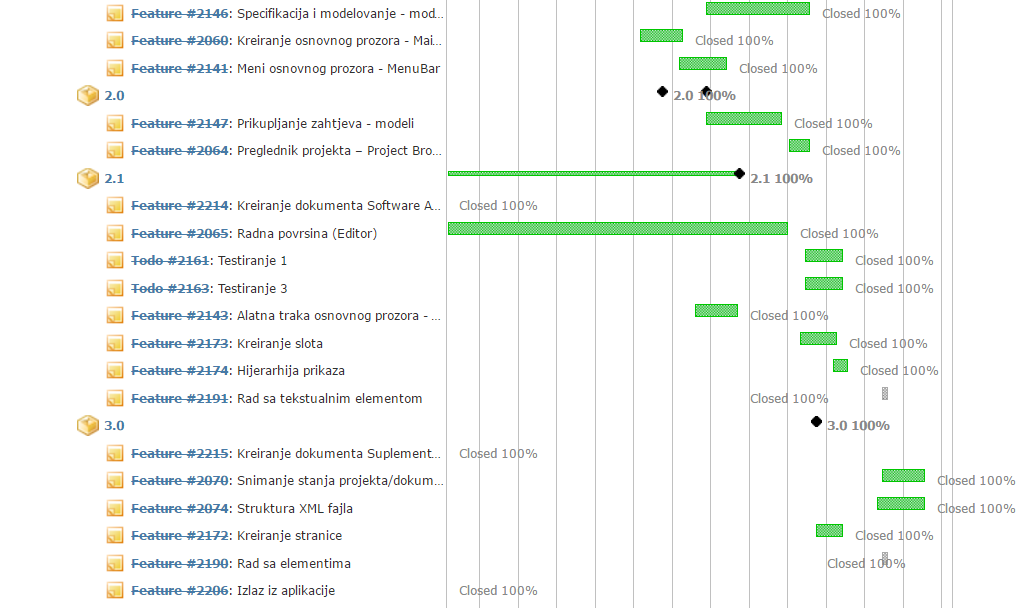 Feature #2146: Specifikacija i modelovanje - mod... Closed 100%
Feature #2060: Kreiranje osnovnog prozora - Mai... Closed 100%
Feature #2141: Meni osnovnog prozora - MenuBar Closed 100%
2.0 2.0 100%
Feature #2147: Prikupljanje zahtjeva - modeli Closed 100%
Feature #2064: Preglednik projekta – Project Bro... Closed 100%
2.1 2.1 100%
Feature #2214: Kreiranje dokumenta Software A... Closed 100%
Feature #2065: Radna povrsina (Editor) Closed 100%
Todo #2161: Testiranje 1 Closed 100%
Todo #2163: Testiranje 3 Closed 100%
Feature #2143: Alatna traka osnovnog prozora - ... Closed 100%
Feature #2173: Kreiranje slota Closed 100%
Feature #2174: Hijerarhija prikaza Closed 100%
Feature #2191: Rad sa tekstualnim elementom Closed 100%
3.0 3.0 100%
Feature #2215: Kreiranje dokumenta Suplement... Closed 100%
Feature #2070: Snimanje stanja projekta/dokum... Closed 100%
Feature #2074: Struktura XML fajla Closed 100%
Feature #2172: Kreiranje stranice Closed 100%
Feature #2190: Rad sa elementima Closed 100%
Feature #2206: Izlaz iz aplikacije Closed 100%